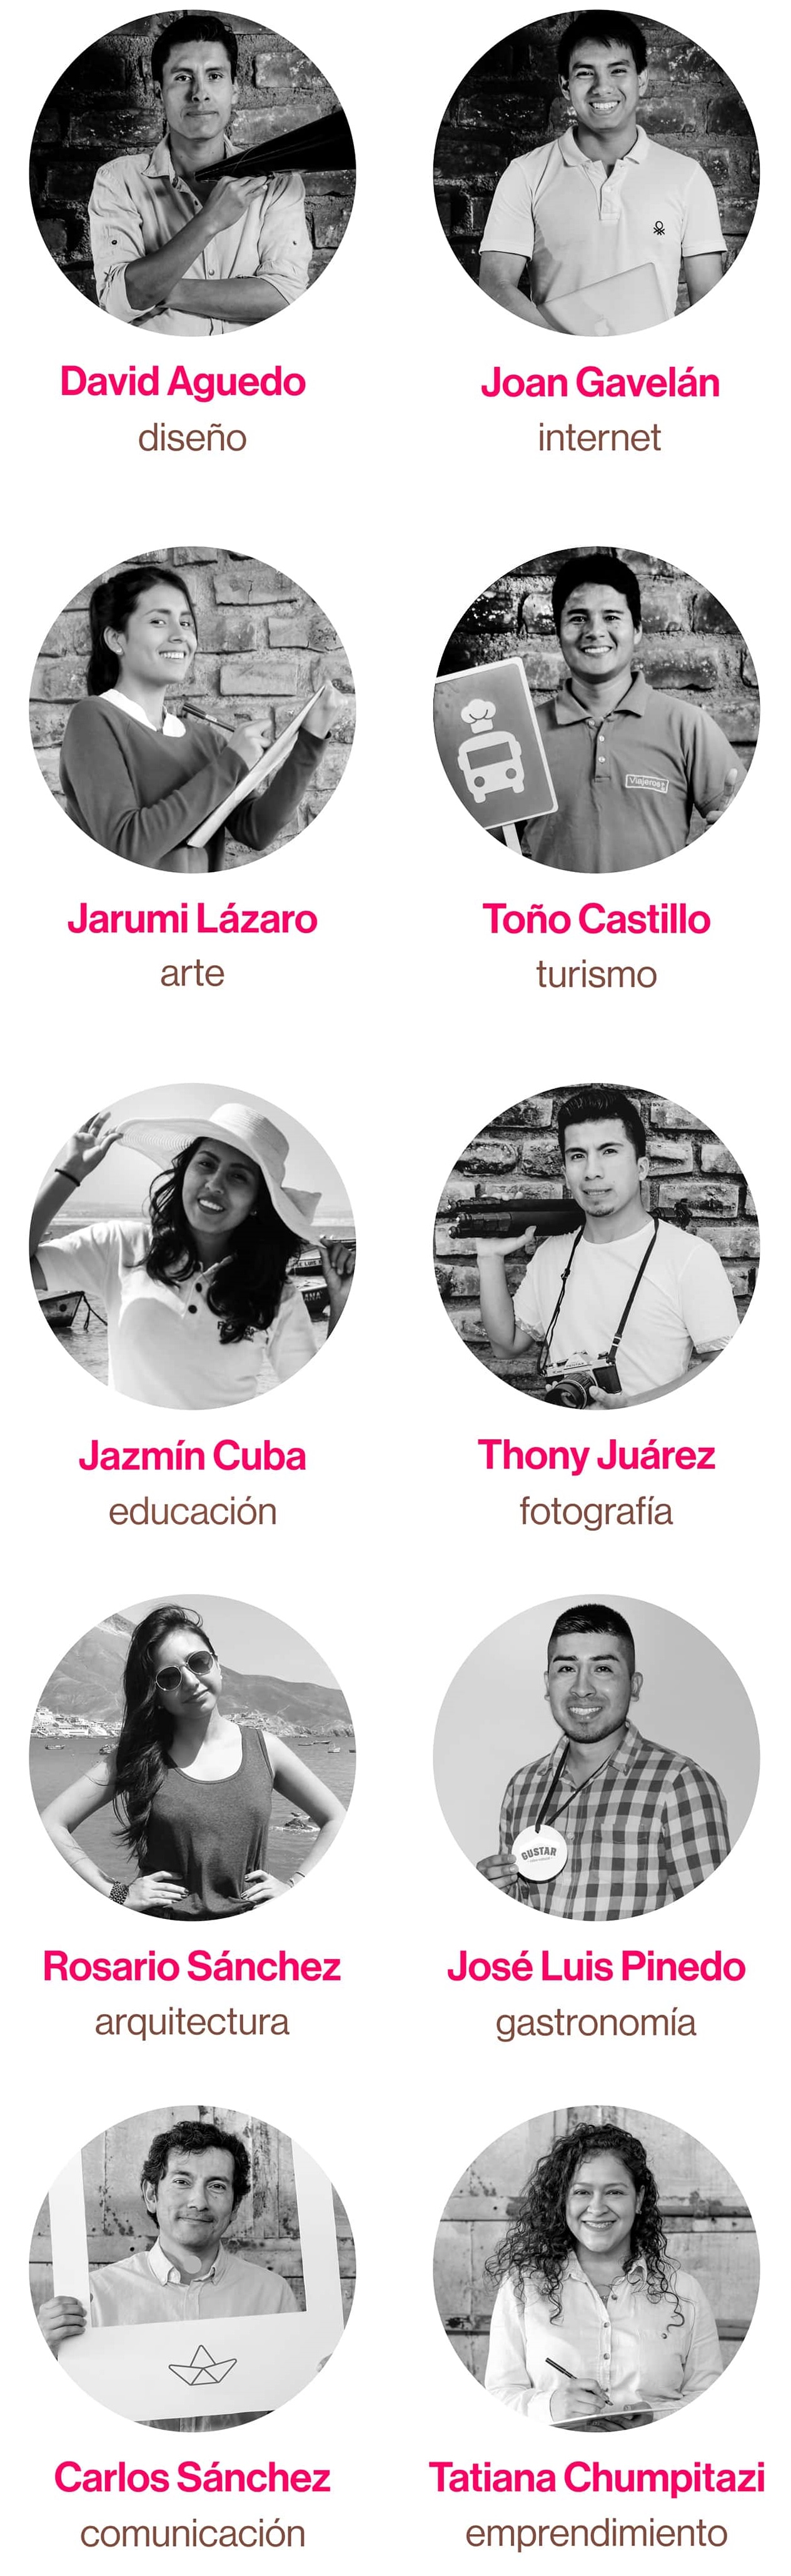 David Aguedo
Joan Gavelán
diseño
internet
Viajeros
Jarumi Lázaro
Toño Castillo
arte
turismo
Jazmín Cuba
Thony Juárez
educación
fotografía
GUSTAR
Rosario Sánchez
José Luis Pinedo
arquitectura
gastronomía
Carlos Sánchez
Tatiana Chumpitazi
comunicación
emprendimiento